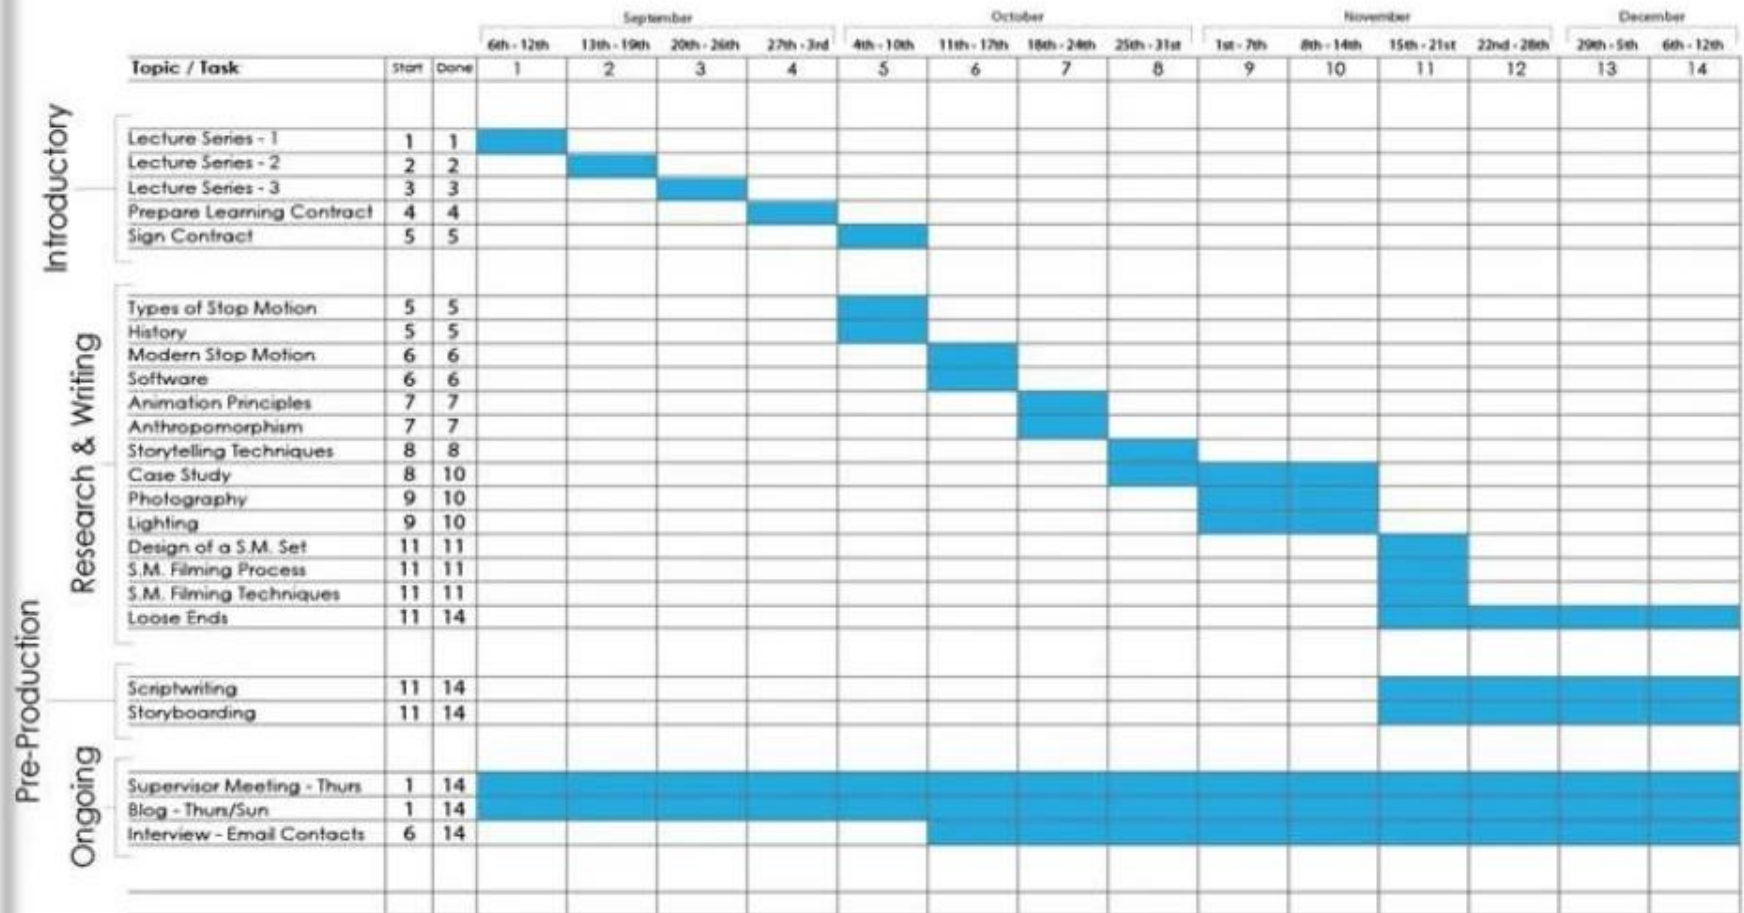 September October November December
6th - 12th 13th - 19th 20th - 26th 27th - 3rd 4th - 10th 11th - 17th 18th - 24th 25th - 31st 1st - 7th 8th - 14th 15th - 21st 22nd - 28th 29th - 5th 6th - 12th
Topic / Task Start Done 1 2 3 4 5 6 7 8 9 10 11 12 13 14
Introductory
Lecture Series - 1 1 1
Lecture Series - 2 2 2
Lecture Series - 3 3 3
Prepare Learning Contract 4 4
Sign Contract 5 5
Research & Writing
Types of Stop Motion 5 5
History 5 5
Modern Stop Motion 6 6
Software 6 6
Animation Principles 7 7
Anthropomorphism 7 7
Storytelling Techniques 8 8
Case Study 8 10
Photography 9 10
Lighting 9 10
Design of a S.M. Set 11 11
S.M. Filming Process 11 11
S.M. Filming Techniques 11 11
Loose Ends 11 14
Pre-Production
Scriptwriting 11 14
Storyboarding 11 14
Ongoing
Supervisor Meeting - Thurs 1 14
Blog - Thurs/Sun 1 14
Interview - Email Contacts 6 14